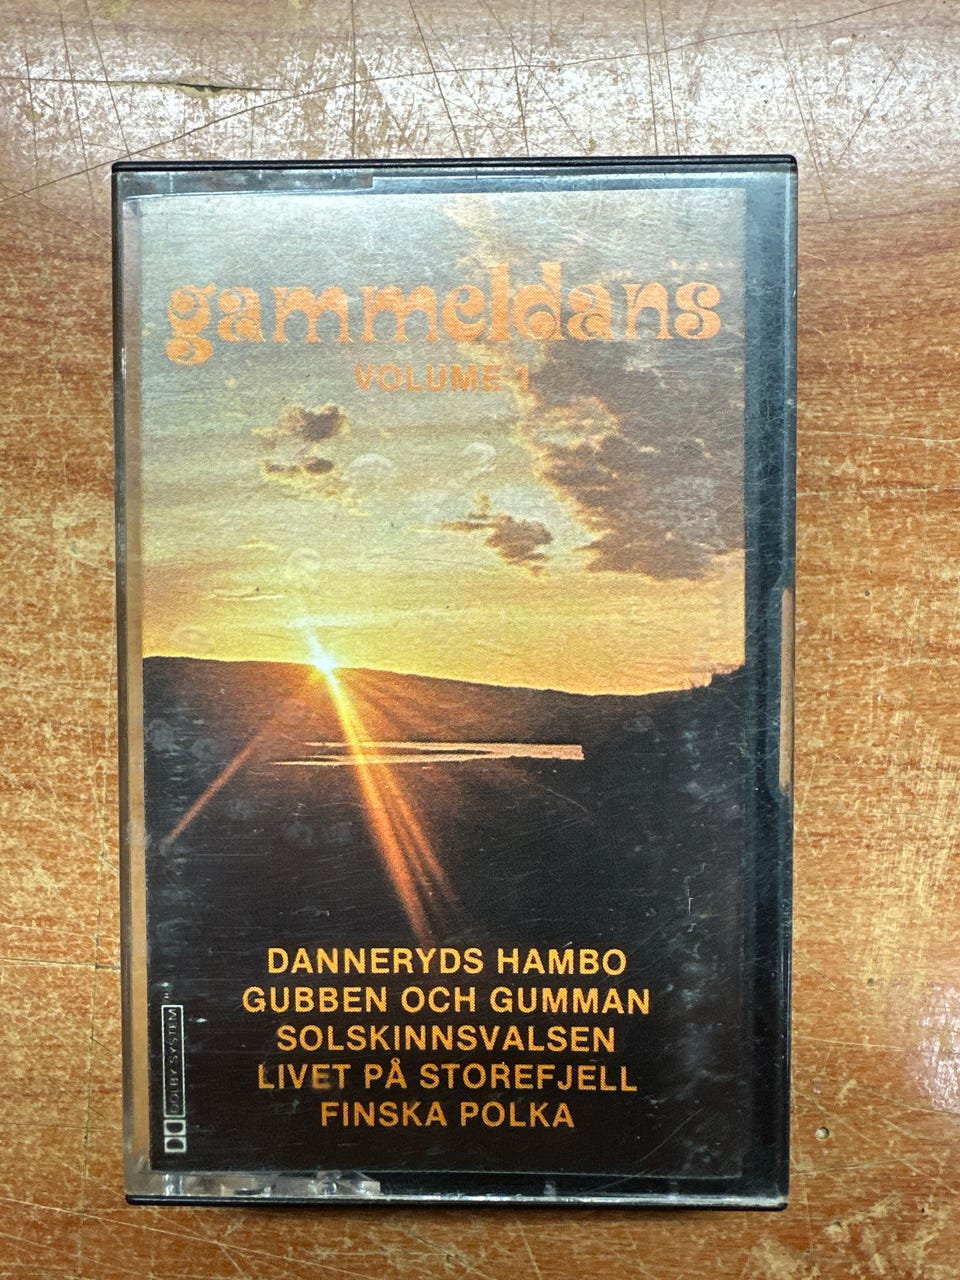 gammeldans
VOLUME 1
DANNERYDS HAMBO
GUBBEN OCH GUMMAN
SOLSKINNSVALSEN
LIVET PÅ STOREFJELL
FINSKA POLKA
DOLBY SYSTEM